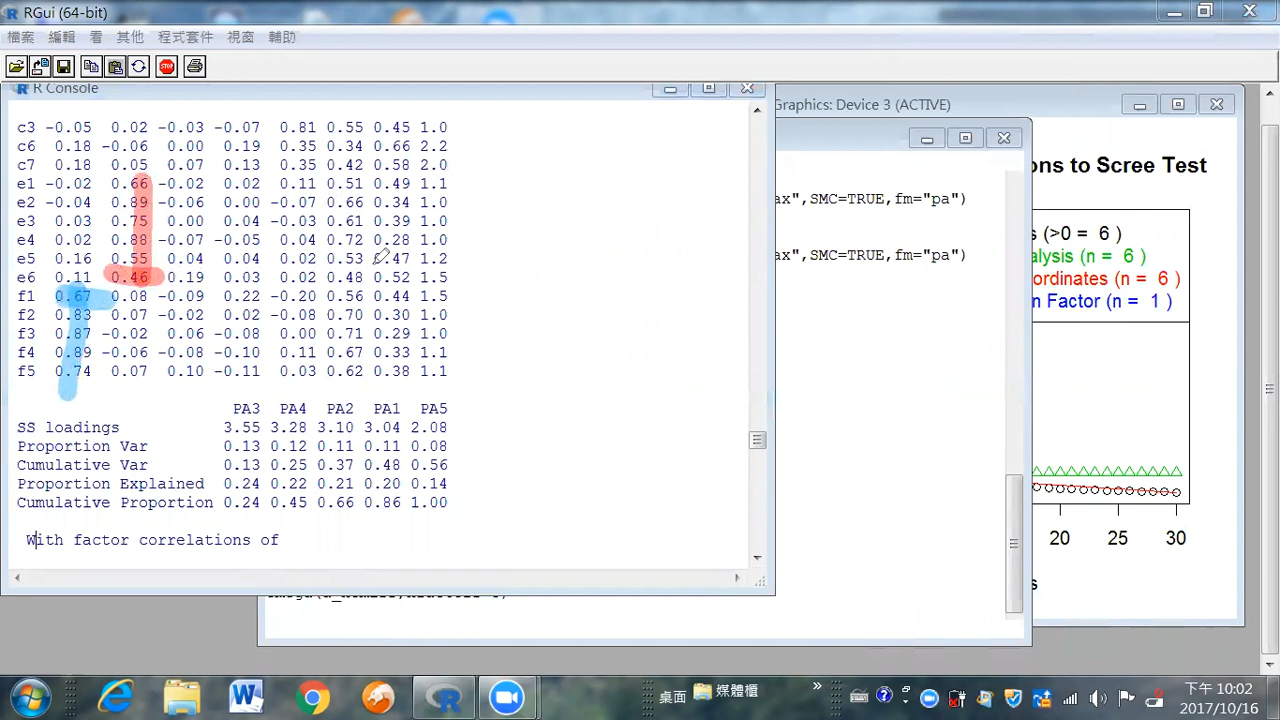 RGui (64-bit)
檔案 編輯 看 其他 程式套件 視窗 輔助
STOP
R Console
Graphics: Device 3 (ACTIVE)
c3 -0.05 0.02 -0.03 -0.07 0.81 0.55 0.45 1.0
c6 0.18 -0.06 0.00 0.19 0.35 0.34 0.66 2.2
c7 0.18 0.05 0.07 0.13 0.35 0.42 0.58 2.0
e1 -0.02 0.66 -0.02 0.02 0.11 0.51 0.49 1.1
e2 -0.04 0.89 -0.06 0.00 -0.07 0.66 0.34 1.0
e3 0.03 0.75 0.00 0.04 -0.03 0.61 0.39 1.0
e4 0.02 0.88 -0.07 -0.05 0.04 0.72 0.28 1.0
e5 0.16 0.55 0.04 0.04 0.02 0.53 0.47 1.2
e6 0.11 0.46 0.19 0.03 0.02 0.48 0.52 1.5
f1 0.67 0.08 -0.09 0.22 -0.20 0.56 0.44 1.5
f2 0.83 0.07 -0.02 0.02 -0.08 0.70 0.30 1.0
f3 0.87 -0.02 0.06 -0.08 0.00 0.71 0.29 1.0
f4 0.89 -0.06 -0.08 -0.10 0.11 0.67 0.33 1.1
f5 0.74 0.07 0.10 -0.11 0.03 0.62 0.38 1.1
PA3 PA4 PA2 PA1 PA5
SS loadings 3.55 3.28 3.10 3.04 2.08
Proportion Var 0.13 0.12 0.11 0.11 0.08
Cumulative Var 0.13 0.25 0.37 0.48 0.56
Proportion Explained 0.24 0.22 0.21 0.20 0.14
Cumulative Proportion 0.24 0.45 0.66 0.86 1.00
With factor correlations of
ax",SMC=TRUE,fm="pa")
ax",SMC=TRUE,fm="pa")
ons to Scree Test
s (>0 = 6 )
alysis (n = 6 )
oordinates (n = 6 )
n Factor (n = 1 )
20 25 30
s
桌面 媒體櫃 »
下午 10:02
2017/10/16